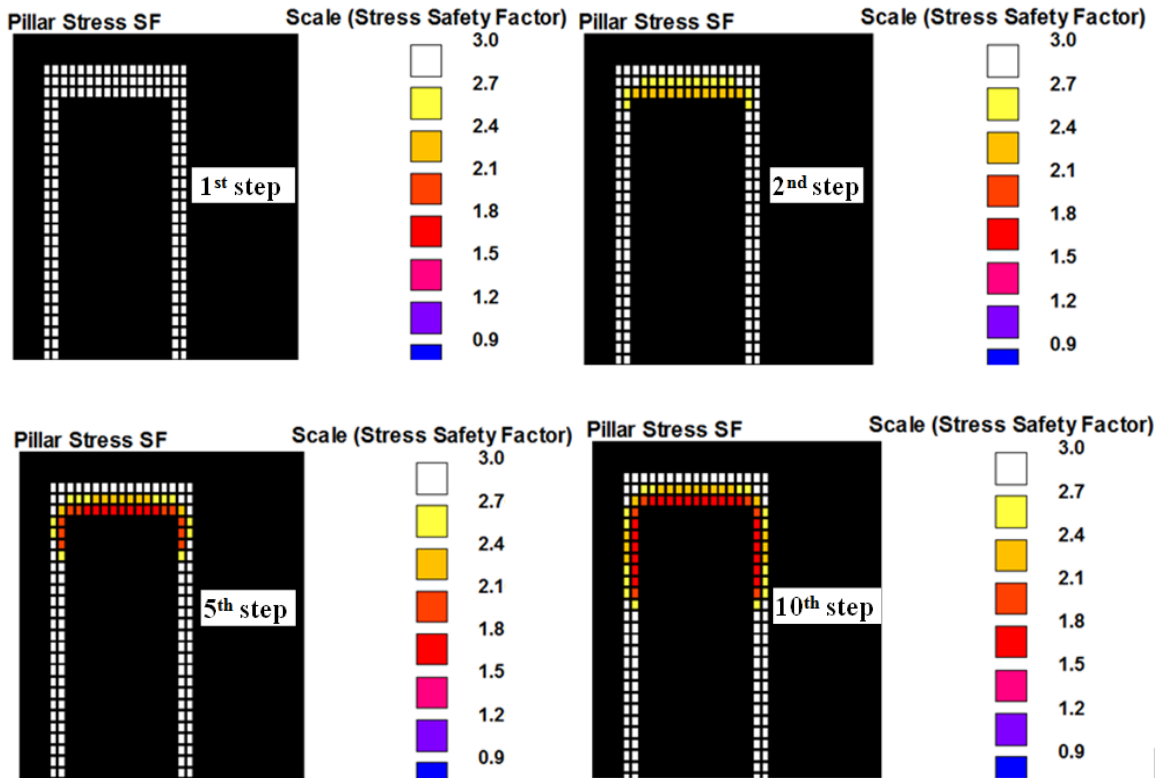 Pillar Stress SF
Scale (Stress Safety Factor)
3.0
2.7
2.4
2.1
1.8
1.5
1.2
0.9
1st step
Pillar Stress SF
Scale (Stress Safety Factor)
3.0
2.7
2.4
2.1
1.8
1.5
1.2
0.9
2nd step
Pillar Stress SF
Scale (Stress Safety Factor)
3.0
2.7
2.4
2.1
1.8
1.5
1.2
0.9
5th step
Pillar Stress SF
Scale (Stress Safety Factor)
3.0
2.7
2.4
2.1
1.8
1.5
1.2
0.9
10th step